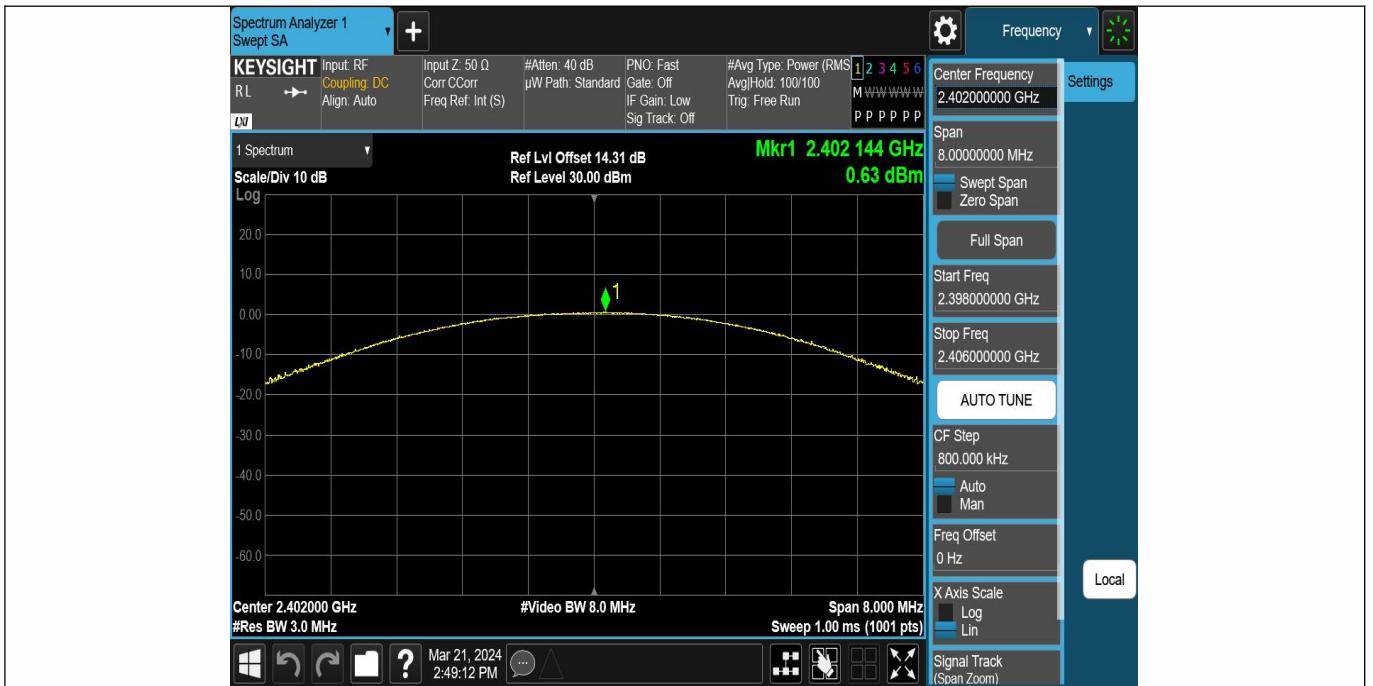 Spectrum Analyzer 1
Swept SA
+
Frequency
KEYSIGHT
RL
LXI
Input: RF
Coupling: DC
Align: Auto
Input Z: 50 Ω
Corr CCorr
Freq Ref: Int (S)
#Atten: 40 dB
µW Path: Standard
PNO: Fast
Gate: Off
IF Gain: Low
Sig Track: Off
#Avg Type: Power (RMS
Avg|Hold: 100/100
Trig: Free Run
1 2 3 4 5 6
M W W W W W
P P P P P P
1 Spectrum
Scale/Div 10 dB
Log
Ref Lvl Offset 14.31 dB
Ref Level 30.00 dBm
Mkr1 2.402 144 GHz
0.63 dBm
20.0
10.0
0.00
-10.0
-20.0
-30.0
-40.0
-50.0
-60.0
1
Center 2.402000 GHz
#Res BW 3.0 MHz
#Video BW 8.0 MHz
Span 8.000 MHz
Sweep 1.00 ms (1001 pts)
Center Frequency
2.402000000 GHz
Settings
Span
8.00000000 MHz
Swept Span
Zero Span
Full Span
Start Freq
2.398000000 GHz
Stop Freq
2.406000000 GHz
AUTO TUNE
CF Step
800.000 kHz
Auto
Man
Freq Offset
0 Hz
X Axis Scale
Log
Lin
Local
Signal Track
(Span Zoom)
?
Mar 21, 2024
2:49:12 PM